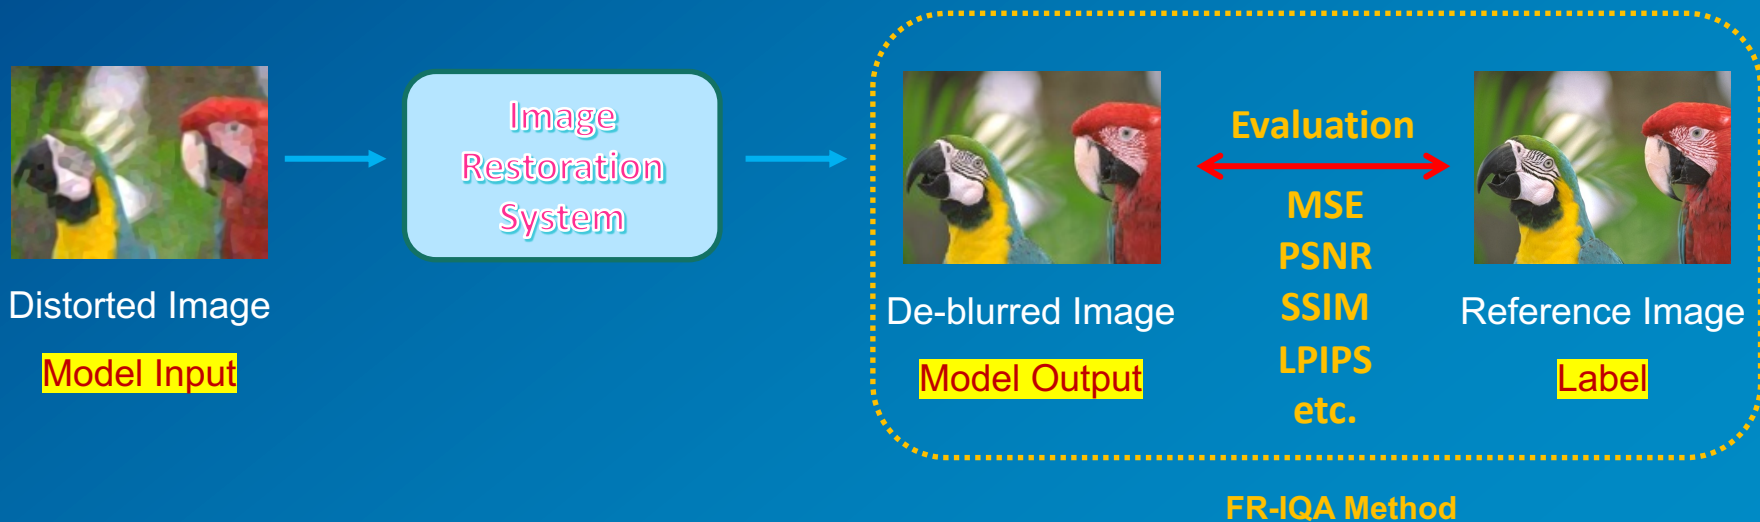 Distorted Image
Model Input
Image
Restoration
System
De-blurred Image
Model Output
Evaluation
MSE
PSNR
SSIM
LPIPS
etc.
Reference Image
Label
FR-IQA Method